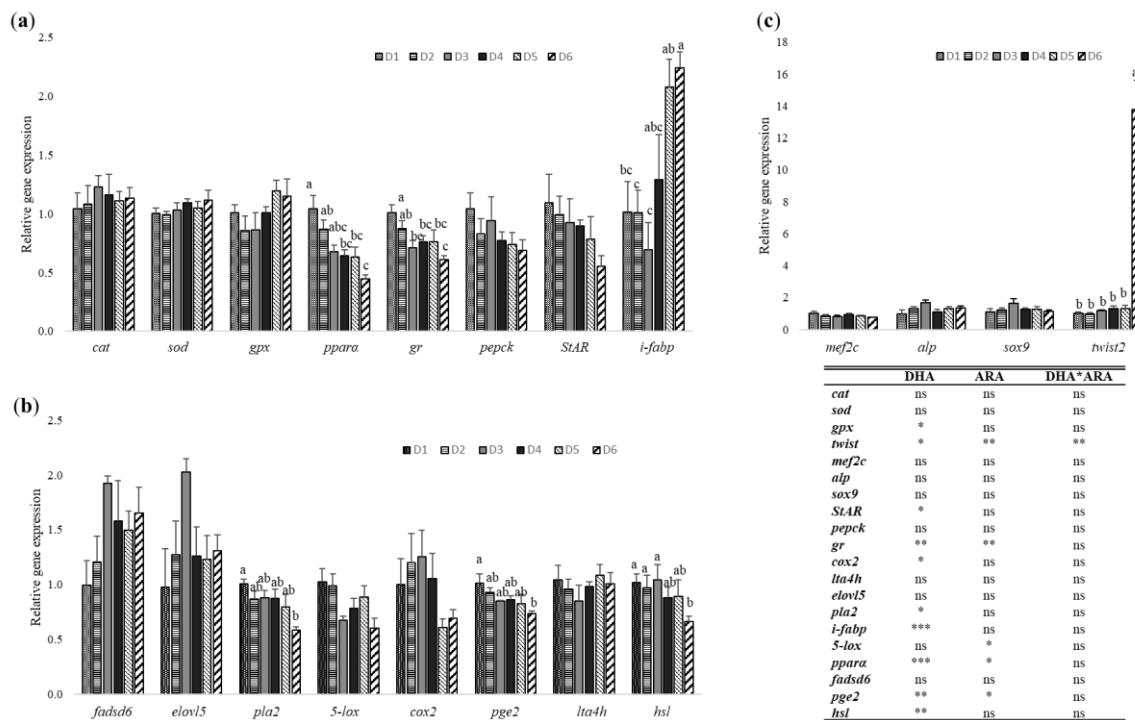 (a)
2.5
2.0
1.5
1.0
0.5
0.0
Relative gene expression
D1 D2 D3 D4 D5 D6
a ab abc bc bc c
a ab bc bc bc c
bc c c abc ab a
cat sod gpx pparα gr pepck StAR i-fabp
(b)
2.5
2.0
1.5
1.0
0.5
0.0
Relative gene expression
D1 D2 D3 D4 D5 D6
a ab ab ab ab b
a ab ab ab ab b
a a a ab ab b
fadsd6 elovl5 pla2 5-lox cox2 pge2 lta4h hsl
(c)
18
16
14
12
10
8
6
4
2
0
Relative gene expression
D1 D2 D3 D4 D5 D6
b b b b b
mef2c alp sox9 twist2
DHA ARA DHA*ARA
cat ns ns ns
sod ns ns ns
gpx * ns ns
twist * ** **
mef2c ns ns ns
alp ns ns ns
sox9 ns ns ns
StAR * ns ns
pepck ns ns ns
gr ** ** ns
cox2 * ns ns
lta4h ns ns ns
elovl5 ns ns ns
pla2 * ns ns
i-fabp *** ns ns
5-lox ns * ns
pparα *** * ns
fadsd6 ns ns ns
pge2 ** * ns
hsl ** ns ns